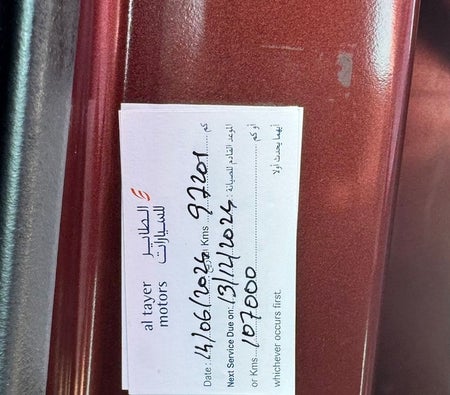 al tayer
motors
الطاير
للسيارات
Date: 14/06/2024 التاريخ Kms 97201 كم
Next Service Due on: 13/12/2024 :الموعد القادم للصيانة
or Kms 107000 أو كم
whichever occurs first. أيهما يحدث أولا